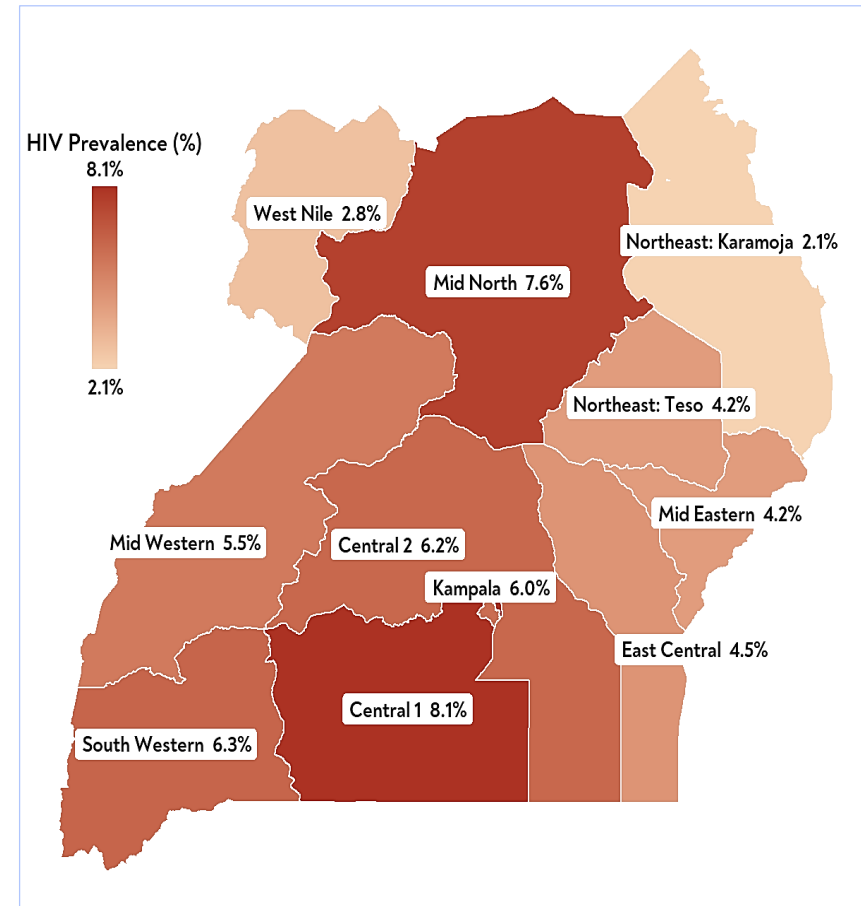 HIV Prevalence (%)
8.1%
2.1%
West Nile 2.8%
Northeast: Karamoja 2.1%
Mid North 7.6%
Northeast: Teso 4.2%
Mid Eastern 4.2%
Mid Western 5.5%
Central 2 6.2%
Kampala 6.0%
East Central 4.5%
Central 1 8.1%
South Western 6.3%